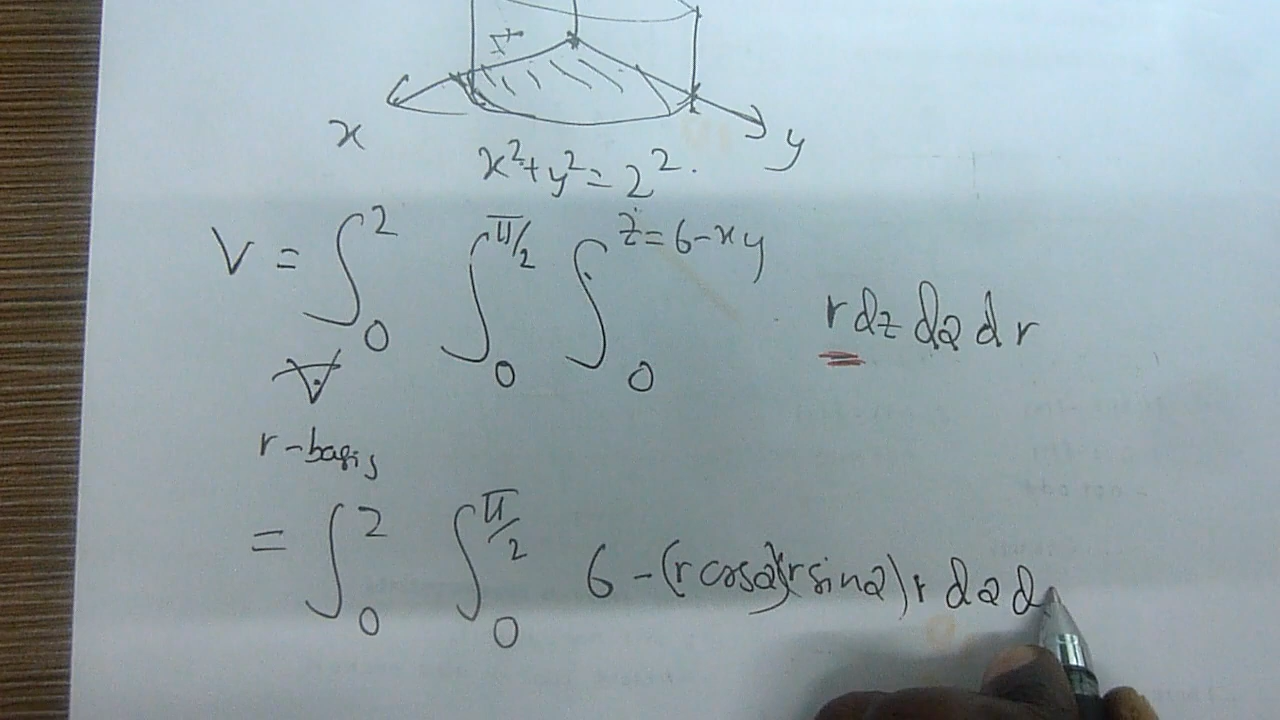 x y
x²+y²=2².
V = ∫₀² ∫₀^{π/2} ∫₀^{z=6-xy} r dz dθ dr
r-basis
= ∫₀² ∫₀^{π/2} 6-(r cosθ)(r sinθ) r dθ d